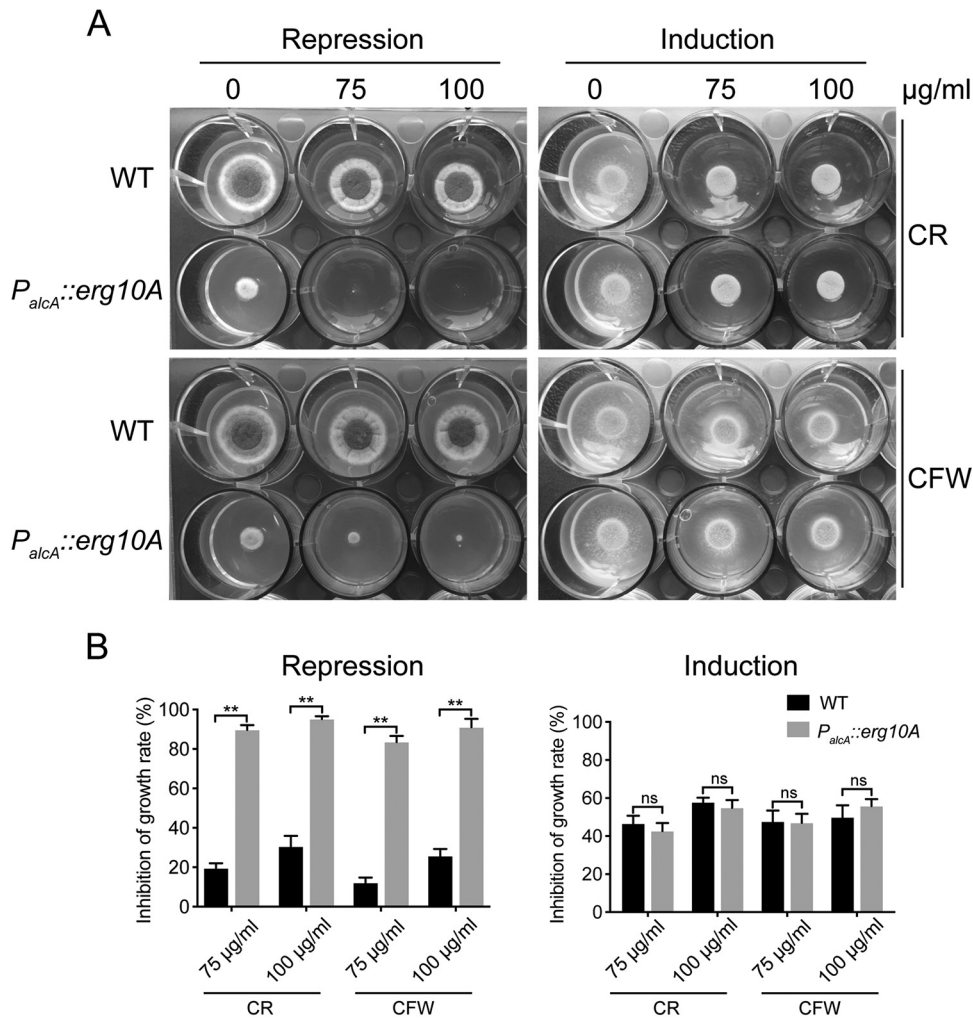 A
Repression Induction
0 75 100 0 75 100 µg/ml
WT
CR
PalcA::erg10A
WT
CFW
PalcA::erg10A
B
Repression Induction
WT
PalcA::erg10A
Inhibition of growth rate (%)
100
80
60
40
20
0
** ** ** **
75 µg/ml 100 µg/ml 75 µg/ml 100 µg/ml
CR CFW
Inhibition of growth rate (%)
100
80
60
40
20
0
ns ns ns ns
75 µg/ml 100 µg/ml 75 µg/ml 100 µg/ml
CR CFW